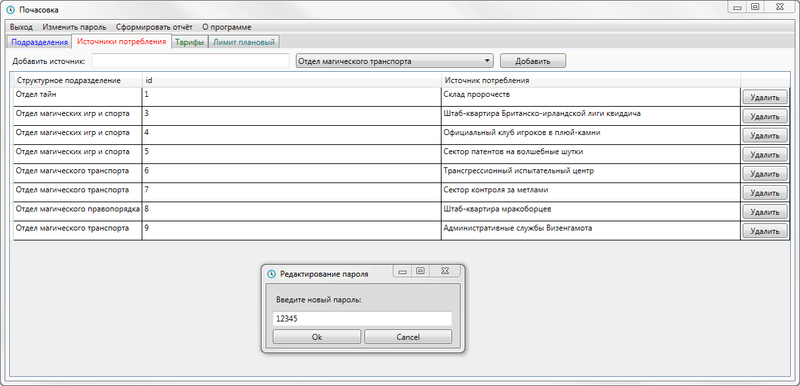 Почасовка
Выход Изменить пароль Сформировать отчёт О программе
Подразделения Источники потребления Тарифы Лимит плановый
Добавить источник: Отдел магического транспорта Добавить
Структурное подразделение id Источник потребления
Отдел тайн 1 Склад пророчеств Удалить
Отдел магических игр и спорта 3 Штаб-квартира Британско-ирландской лиги квиддича Удалить
Отдел магических игр и спорта 4 Официальный клуб игроков в плюй-камни Удалить
Отдел магических игр и спорта 5 Сектор патентов на волшебные шутки Удалить
Отдел магического транспорта 6 Трансгрессионный испытательный центр Удалить
Отдел магического транспорта 7 Сектор контроля за метлами Удалить
Отдел магического правопорядка 8 Штаб-квартира мракоборцев Удалить
Отдел магического транспорта 9 Административные службы Визенгамота Удалить
Редактирование пароля
Введите новый пароль:
12345
Ok Cancel